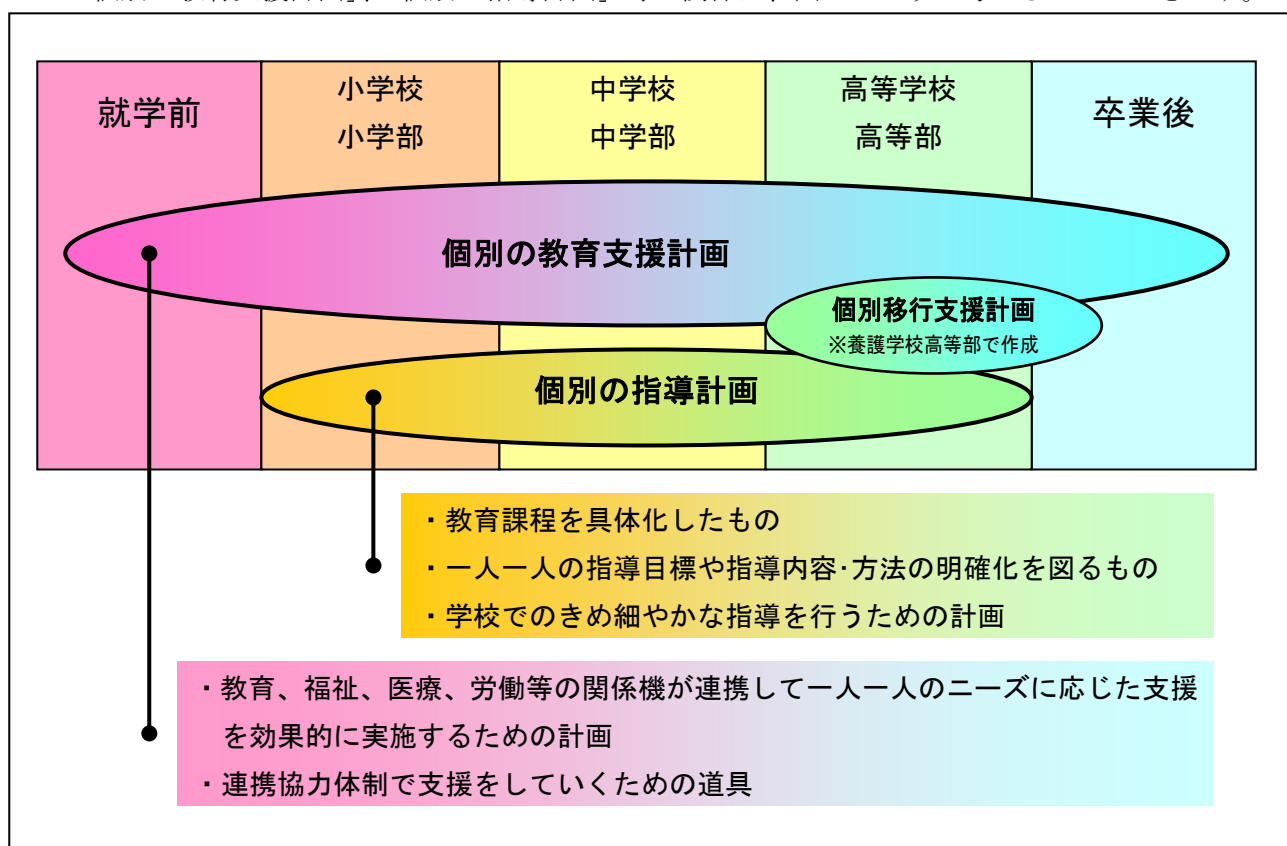 就学前
小学校
小学部
中学校
中学部
高等学校
高等部
卒業後
個別の教育支援計画
個別移行支援計画
※養護学校高等部で作成
個別の指導計画
・教育課程を具体化したもの
・一人一人の指導目標や指導内容・方法の明確化を図るもの
・学校でのきめ細やかな指導を行うための計画
・教育、福祉、医療、労働等の関係機が連携して一人一人のニーズに応じた支援
を効果的に実施するための計画
・連携協力体制で支援をしていくための道具